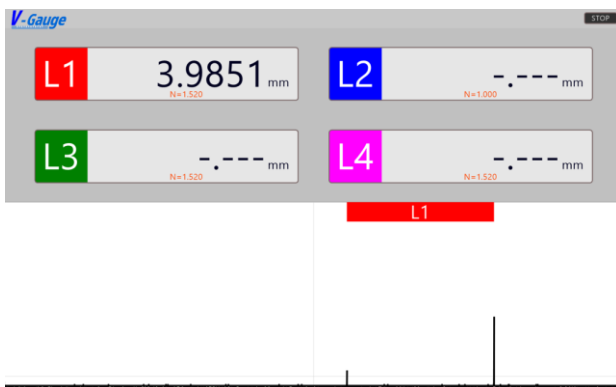 V-Gauge STOP
L1 3.9851 mm
N=1.520
L2 -.--- mm
N=1.000
L3 -.--- mm
N=1.520
L4 -.--- mm
N=1.520
L1